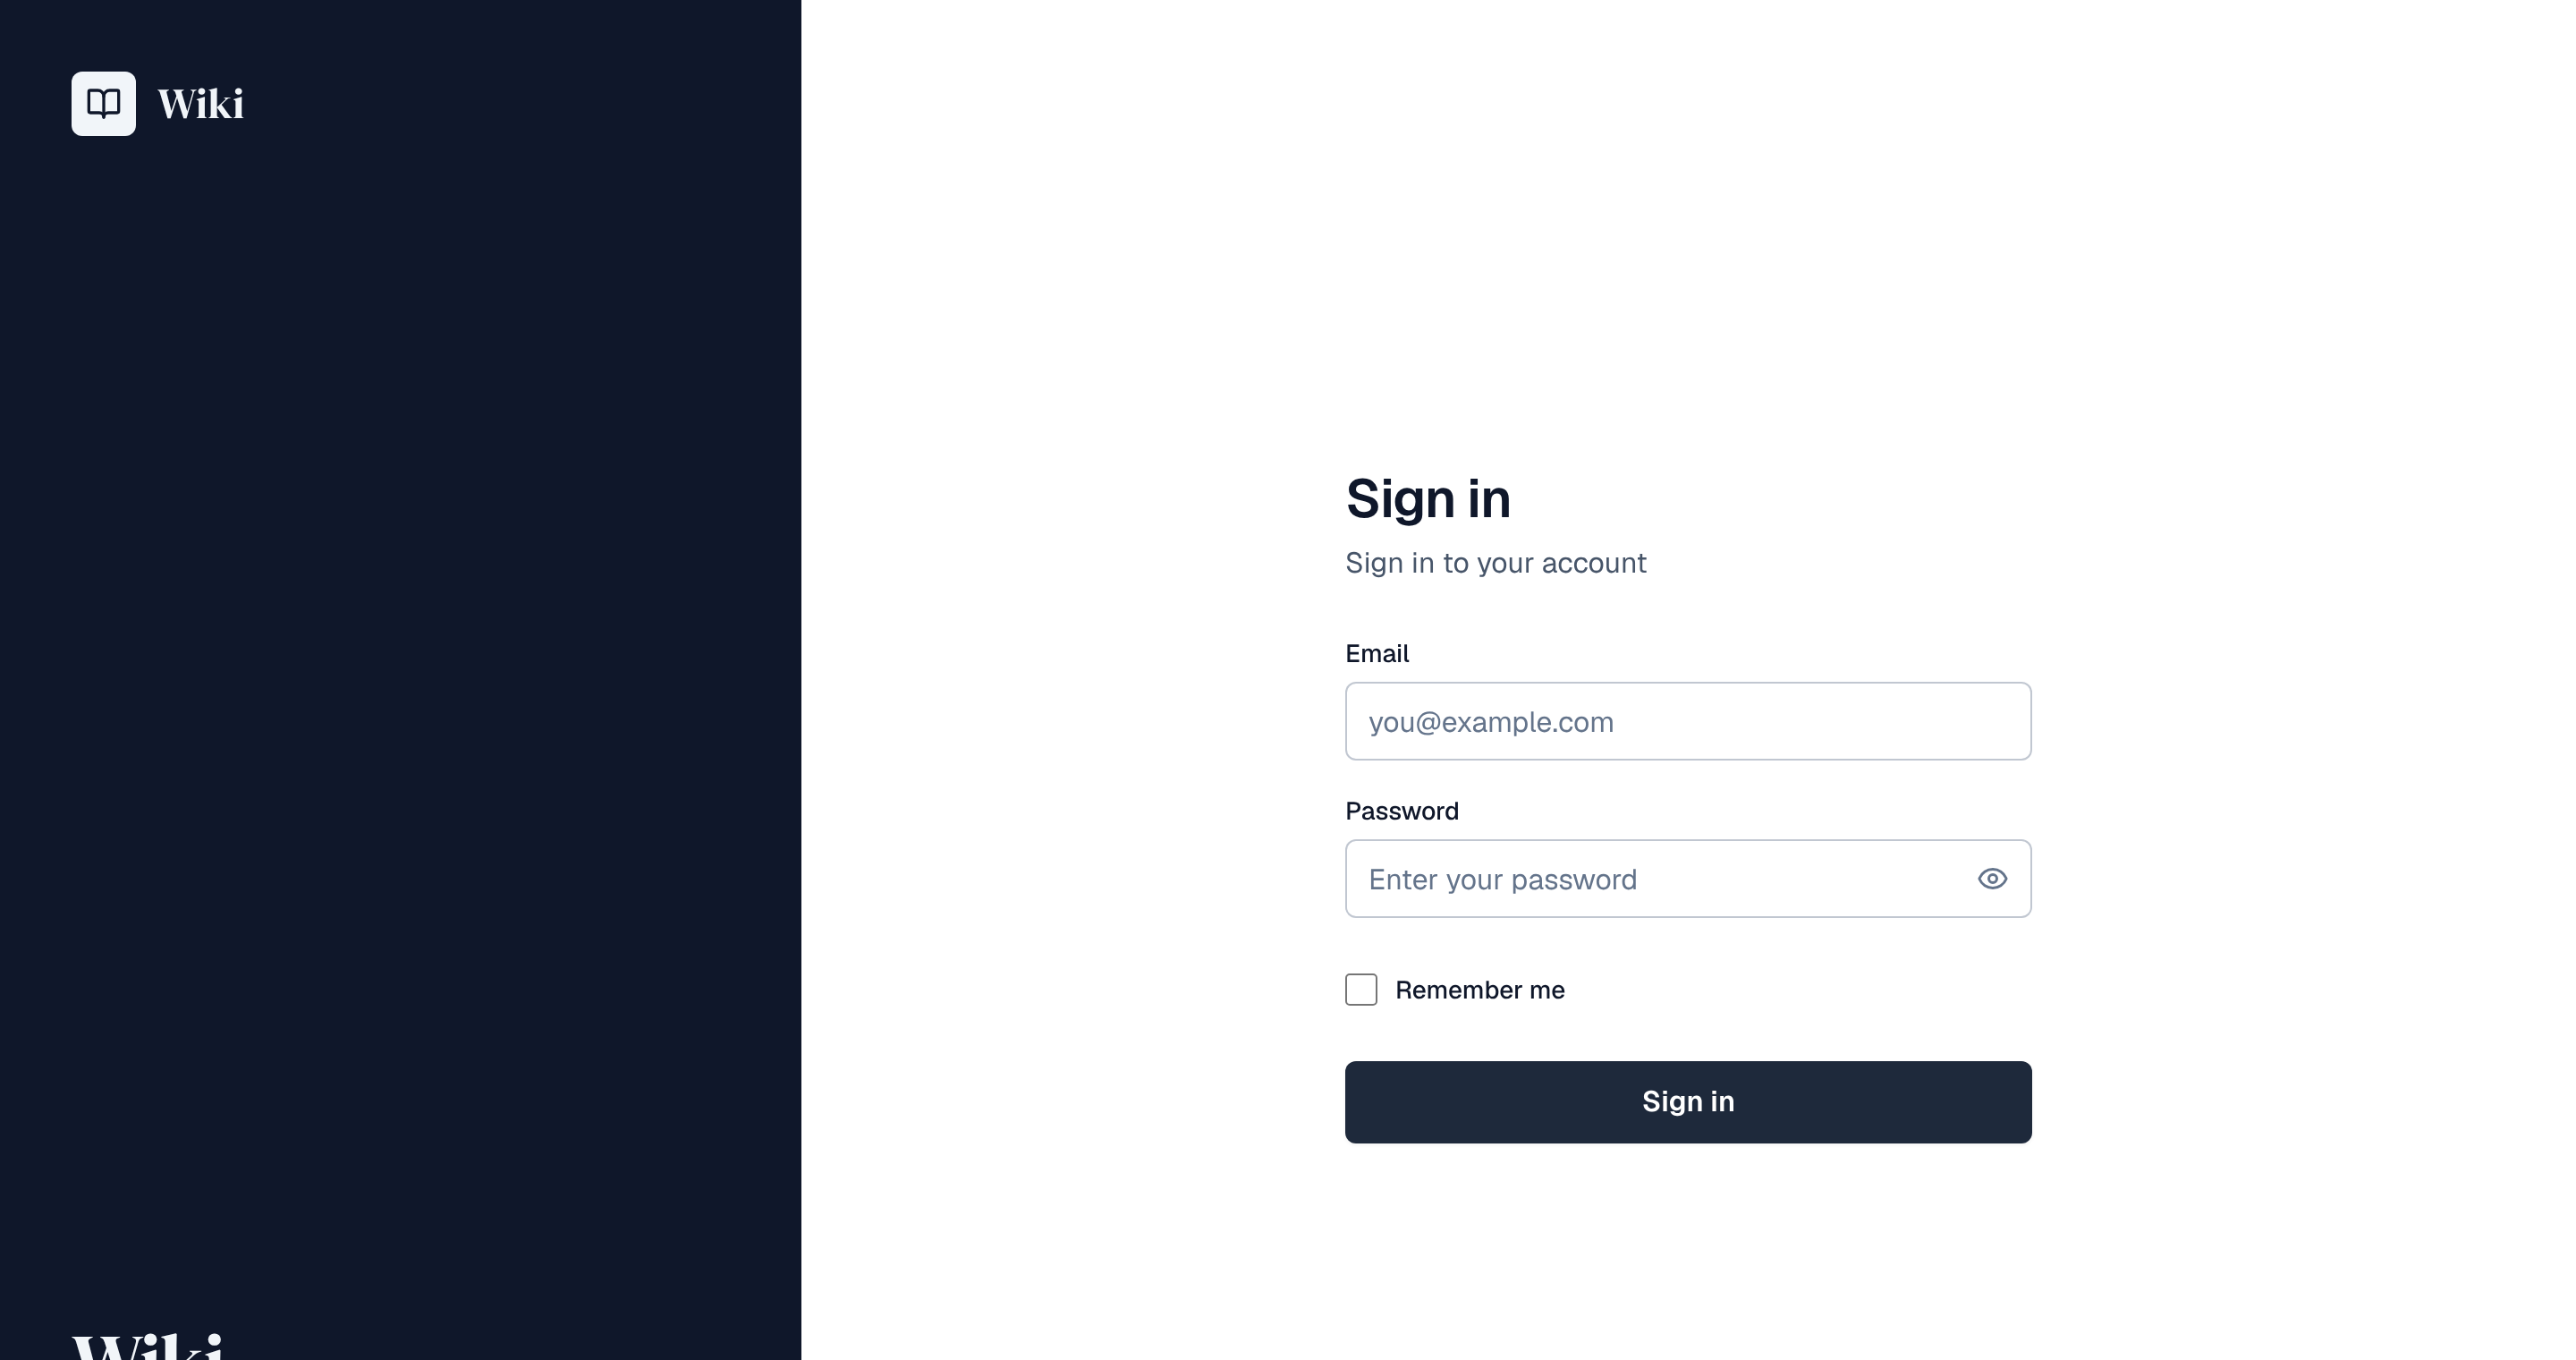 Wiki
Sign in
Sign in to your account
Email
you@example.com
Password
Enter your password
Remember me
Sign in
Wiki